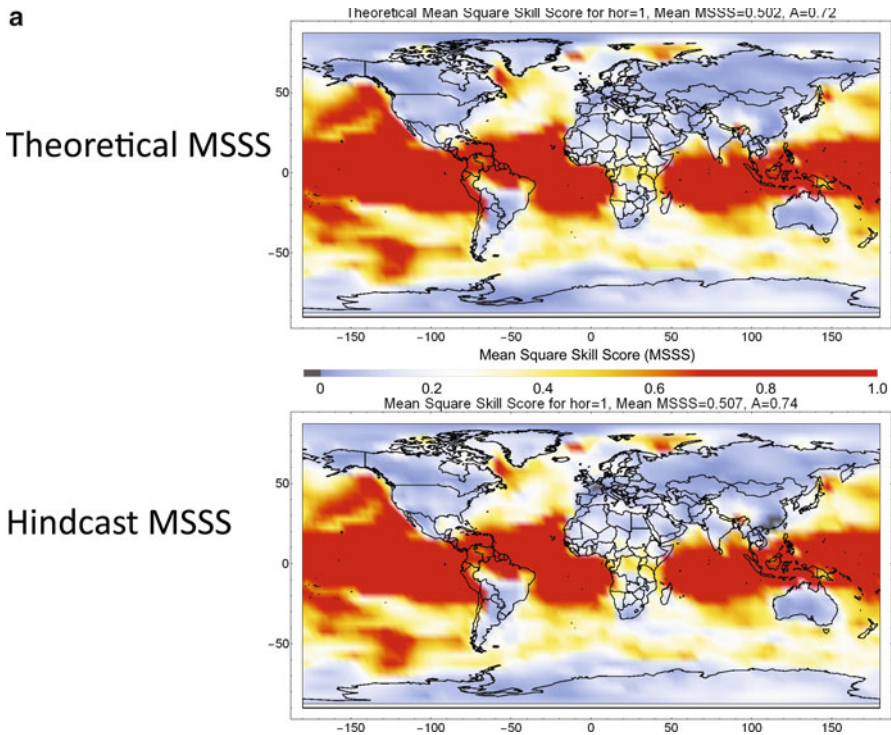 a
Theoretical Mean Square Skill Score for hor=1, Mean MSSS=0.502, A=0.72
Theoretical MSSS
50
0
−50
−150 −100 −50 0 50 100 150
Mean Square Skill Score (MSSS)
0 0.2 0.4 0.6 0.8 1.0
Mean Square Skill Score for hor=1, Mean MSSS=0.507, A=0.74
Hindcast MSSS
50
0
−50
−150 −100 −50 0 50 100 150